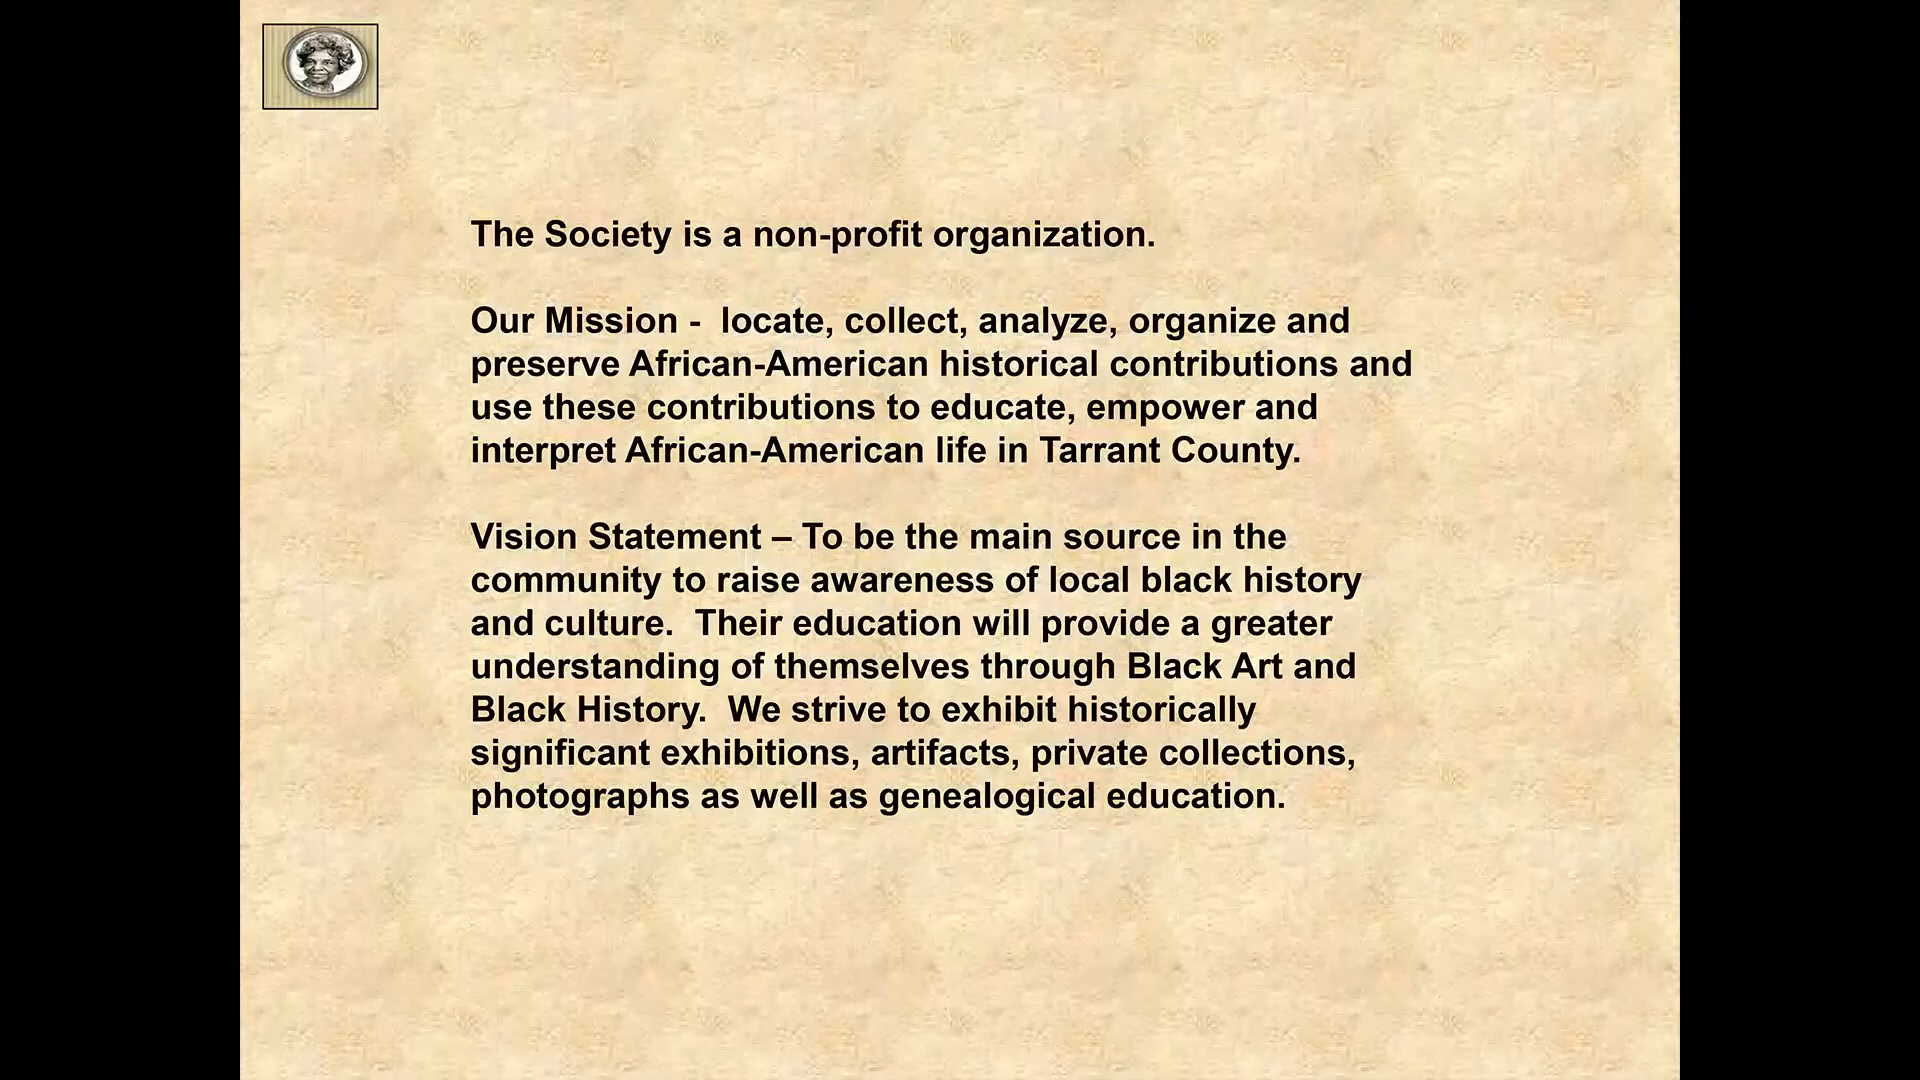 The Society is a non-profit organization.
Our Mission -  locate, collect, analyze, organize and
preserve African-American historical contributions and
use these contributions to educate, empower and
interpret African-American life in Tarrant County.
Vision Statement – To be the main source in the
community to raise awareness of local black history
and culture.  Their education will provide a greater
understanding of themselves through Black Art and
Black History.  We strive to exhibit historically
significant exhibitions, artifacts, private collections,
photographs as well as genealogical education.